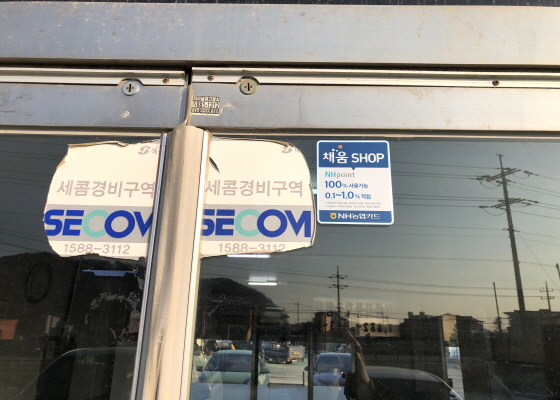 세콤경비구역
SECOM
1588-3112
세콤경비구역
SECOM
1588-3112
채움 SHOP
NHpoint
100% 사용가능
0.1~1.0% 적립
NH농협카드